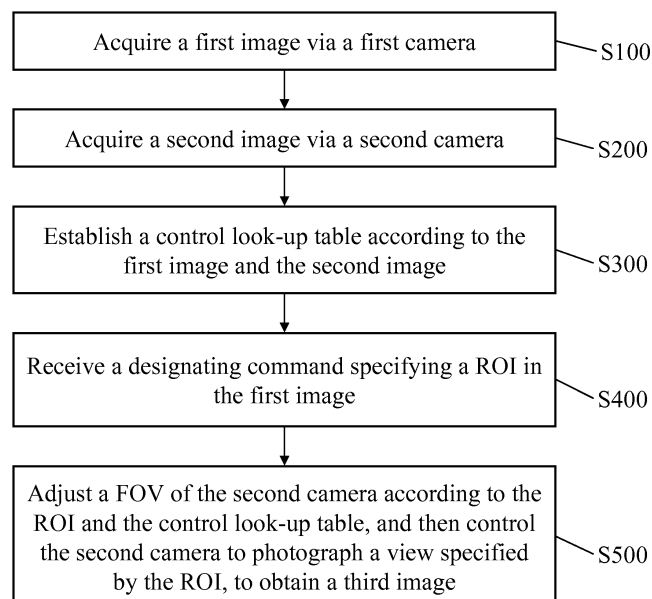 Acquire a first image via a first camera
S100
Acquire a second image via a second camera
S200
Establish a control look-up table according to the
first image and the second image
S300
Receive a designating command specifying a ROI in
the first image
S400
Adjust a FOV of the second camera according to the
ROI and the control look-up table, and then control
the second camera to photograph a view specified
by the ROI, to obtain a third image
S500